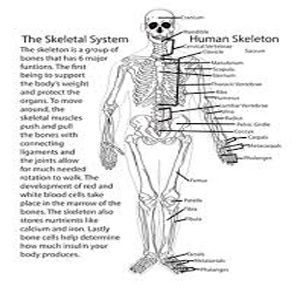 Cranium
The Skeletal System
Human Skeleton
Mandible
Cervical Vertebrae
Clavicle
Sacrum
Manubrium
Scapula
Sternum
Thoracic Vertebrae
Ribs
Humerus
Lumbar Vertebrae
Ulna
Radius
Pelvic Girdle
Coccyx
Carpals
Metacarpals
Phalanges
Femur
Patella
Tibia
Fibula
Tarsals
Metatarsals
Phalanges
The skeleton is a group of
bones that has 6 major
funtions. The first
being to support
the body's weight
and protect the
organs. To move
around, the
skeletal muscles
push and pull
the bones with
connecting
ligaments and
the joints allow
for much needed
rotation to walk. The
development of red and
white blood cells take
place in the marrow of the
bones. The skeleton also
stores nutrients like
calcium and iron. Lastly
bone cells help determine
how much insulin your
body produces.